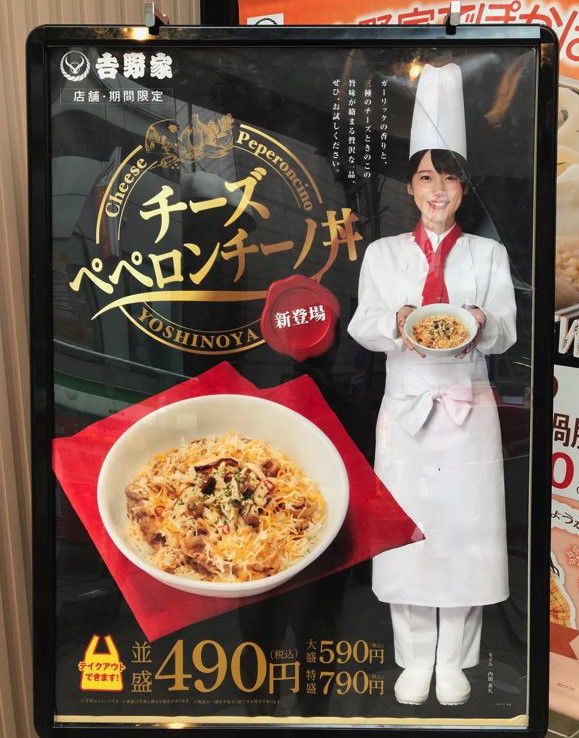 吉野家
店舗・期間限定
ガーリックの香りと、
三種のチーズときのこの
旨味が絡まる贅沢な一品、
ぜひ、お試しください。
Cheese Peperoncino
チーズ
ペペロンチーノ丼
YOSHINOYA
新登場
テイクアウト
できます!
並盛490円(税込)
大盛590円(税込)
特盛790円(税込)